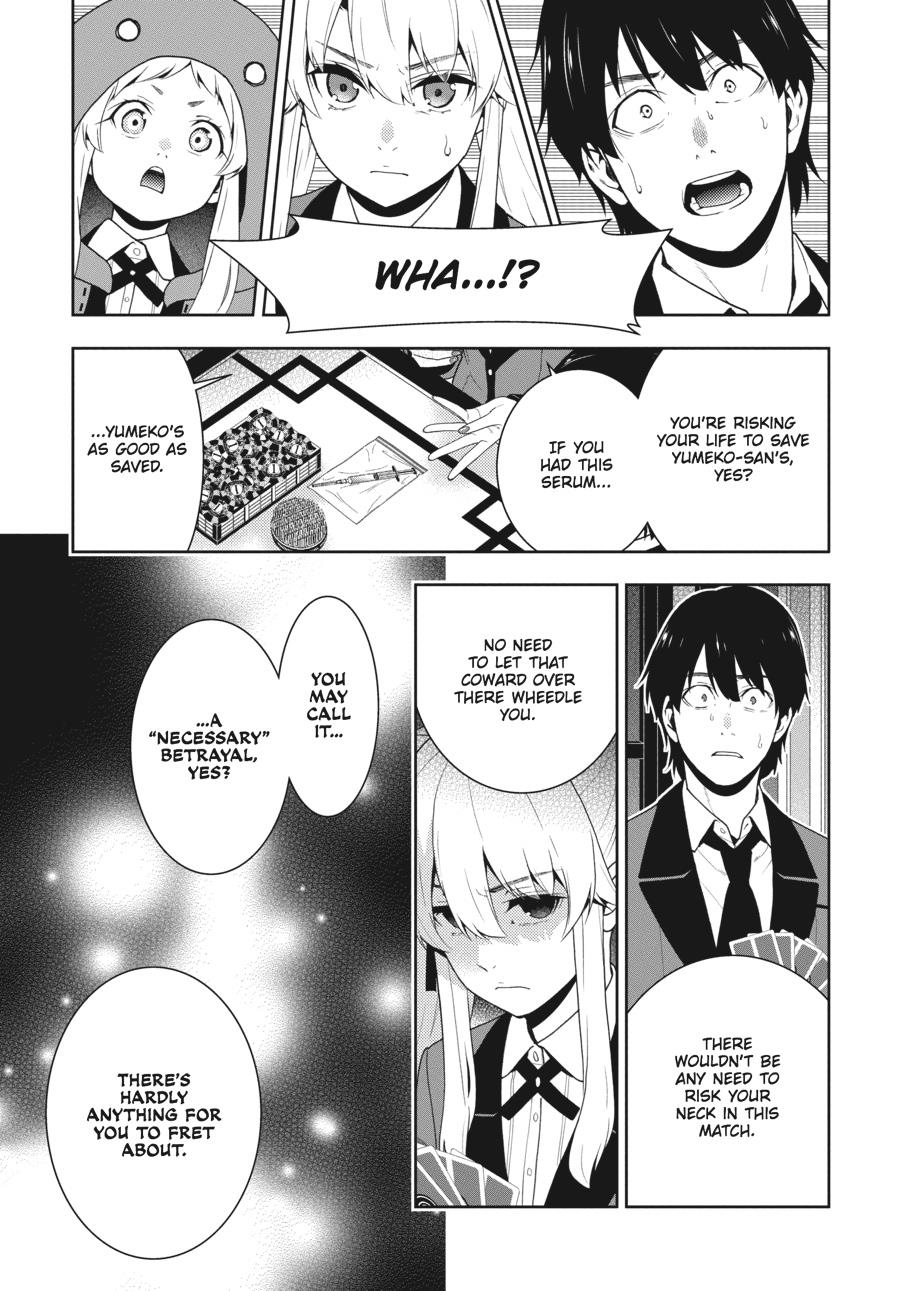 WHA...!?
YOU'RE RISKING
YOUR LIFE TO SAVE
YUMEKO-SAN'S,
YES?
IF YOU
HAD THIS
SERUM...
...YUMEKO'S
AS GOOD AS
SAVED.
THERE
WOULDN'T BE
ANY NEED TO
RISK YOUR
NECK IN THIS
MATCH.
NO NEED
TO LET THAT
COWARD OVER
THERE WHEEDLE
YOU.
YOU
MAY
CALL
IT...
...A
"NECESSARY"
BETRAYAL,
YES?
THERE'S
HARDLY
ANYTHING FOR
YOU TO FRET
ABOUT.